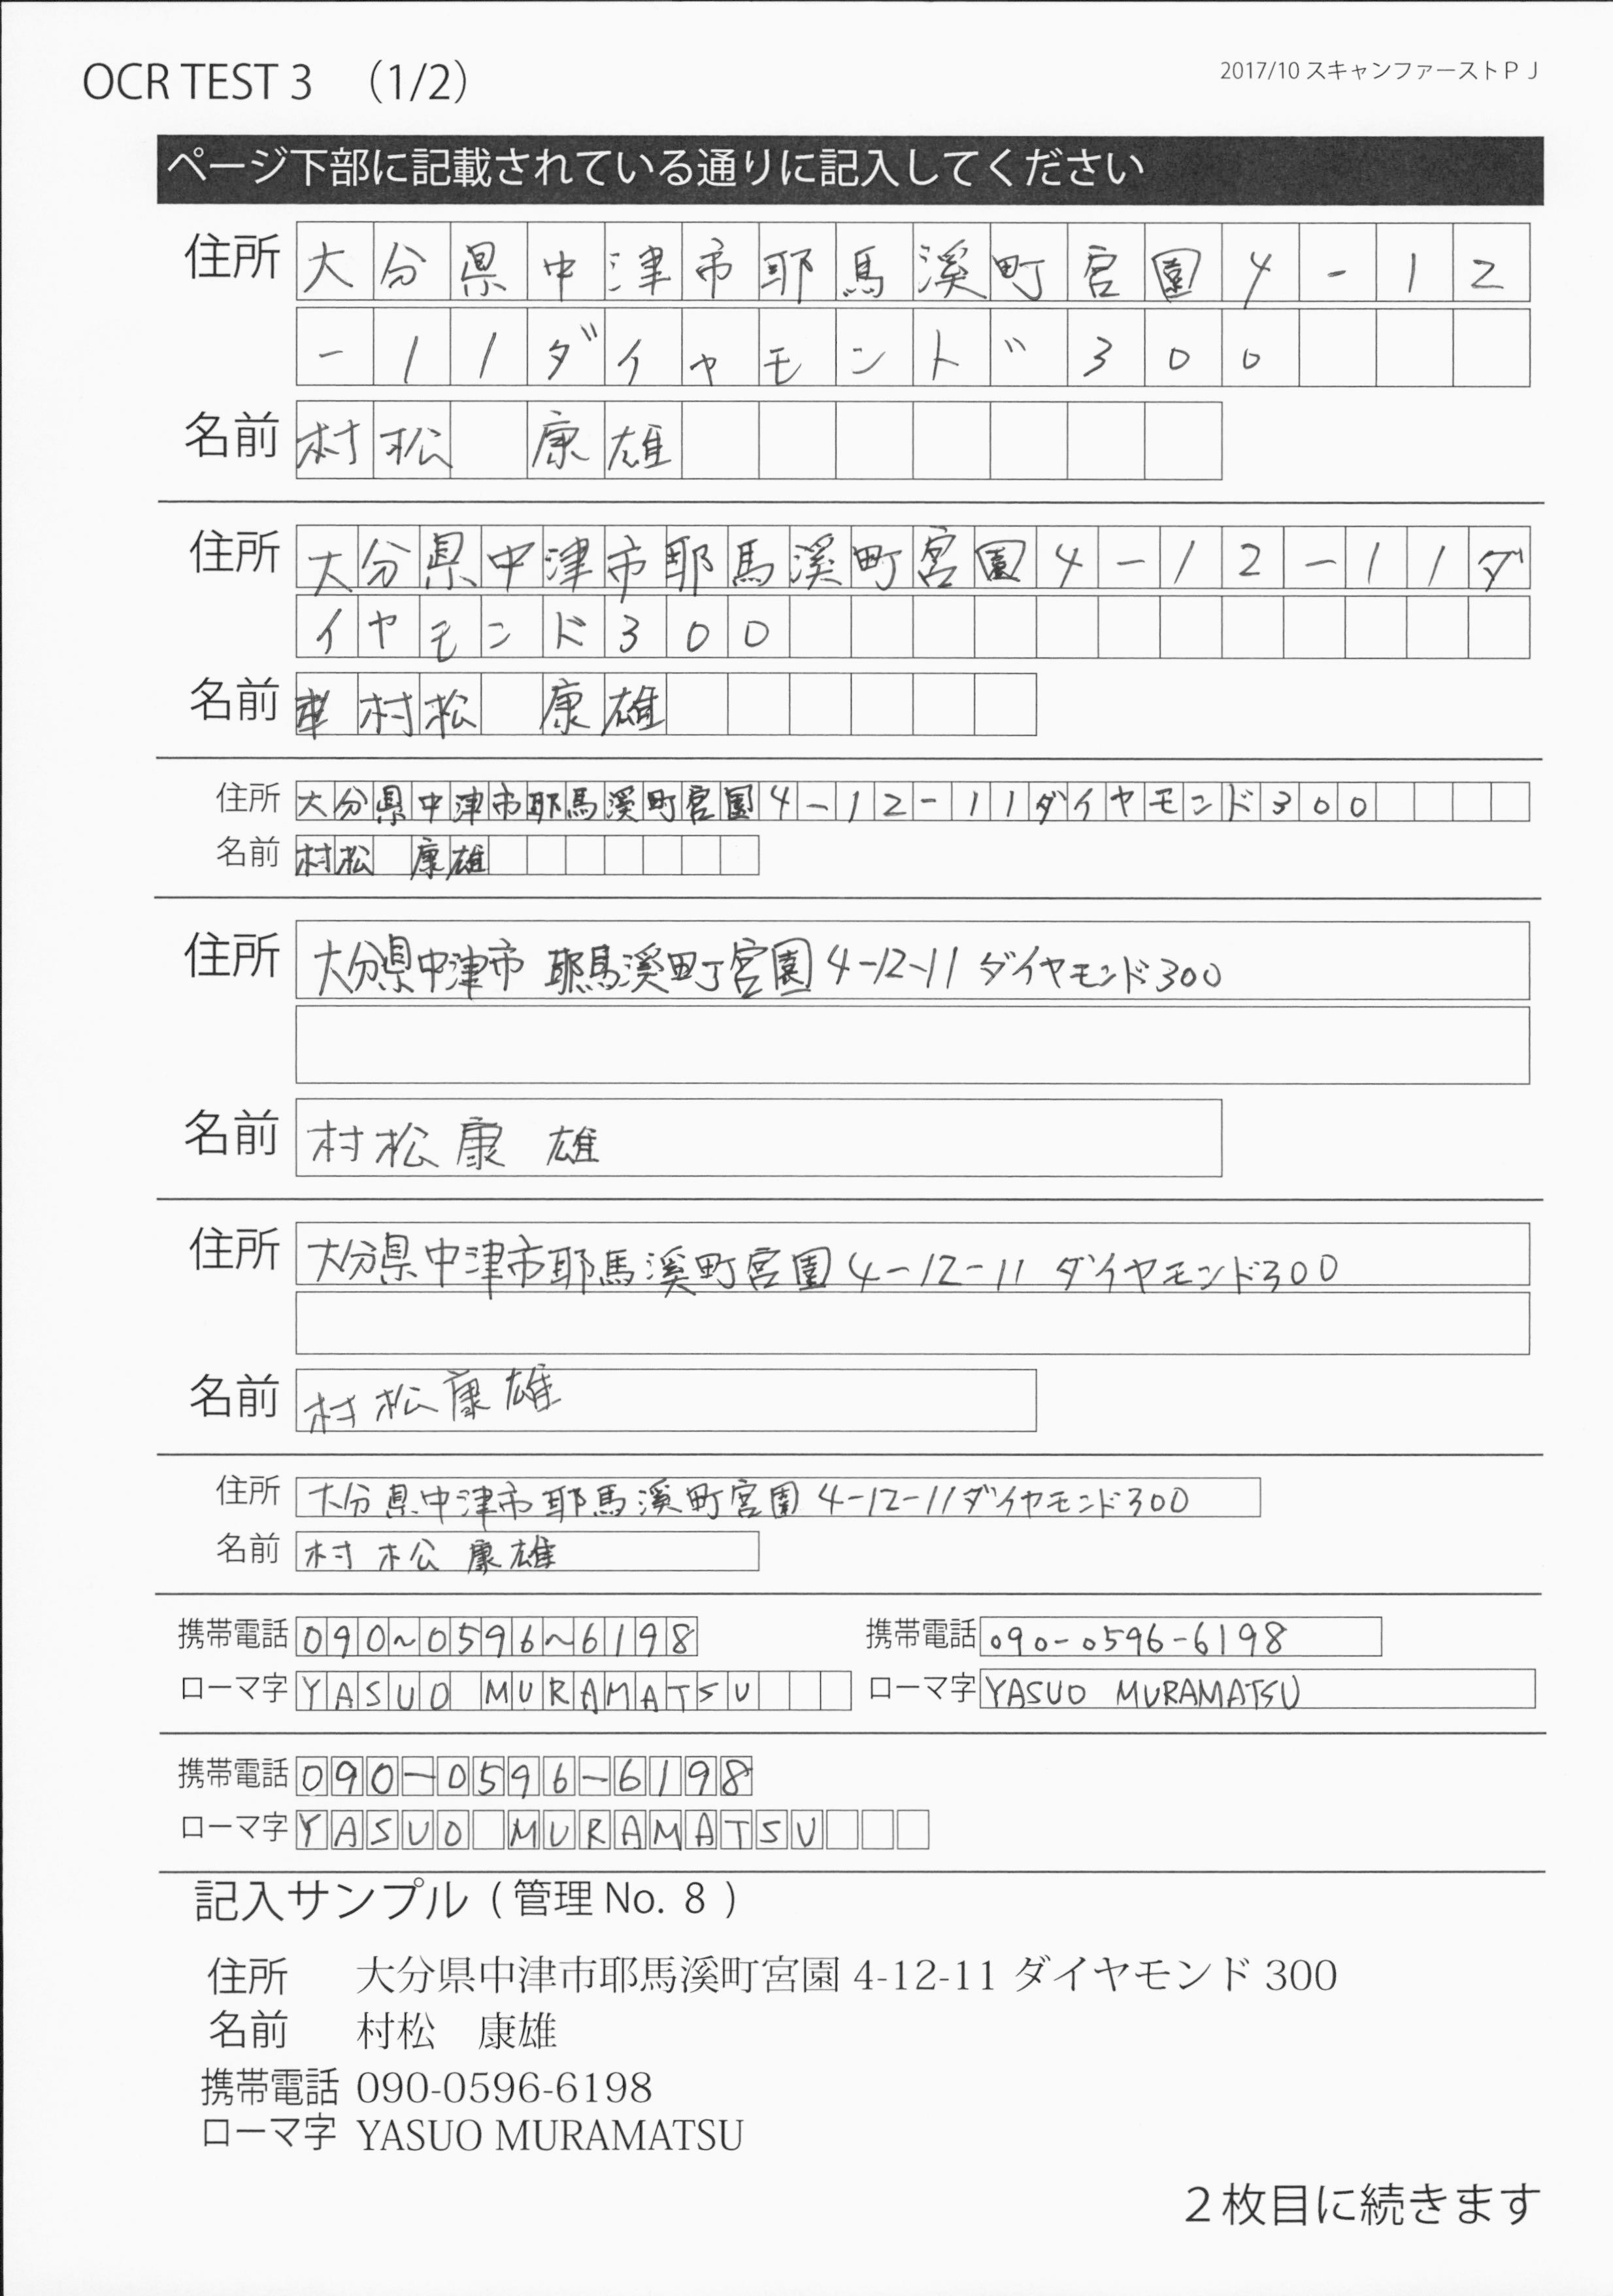 OCR TEST 3 （1/2）
2017/10 スキャンファーストＰＪ
ページ下部に記載されている通りに記入してください
住所 大分県中津市耶馬溪町宮園4-12
-11ダイヤモンド300
名前 村松 康雄
住所 大分県中津市耶馬溪町宮園4-12-11ダ
イヤモンド300
名前 村松 康雄
住所 大分県中津市耶馬溪町宮園4-12-11ダイヤモンド300
名前 村松 康雄
住所 大分県中津市耶馬溪町宮園4-12-11 ダイヤモンド300
名前 村松康 雄
住所 大分県中津市耶馬溪町宮園4-12-11 ダイヤモンド300
名前 村松康雄
住所 大分県中津市耶馬溪町宮園4-12-11ダイヤモンド300
名前 村松 康雄
携帯電話 090~0596~6198 携帯電話 090-0596-6198
ローマ字 YASUO MURAMATSU ローマ字 YASUO MURAMATSU
携帯電話 090-0596-6198
ローマ字 YASUO MURAMATSU
記入サンプル（管理 No. 8 ）
住所 大分県中津市耶馬溪町宮園 4-12-11 ダイヤモンド 300
名前 村松 康雄
携帯電話 090-0596-6198
ローマ字 YASUO MURAMATSU
２枚目に続きます